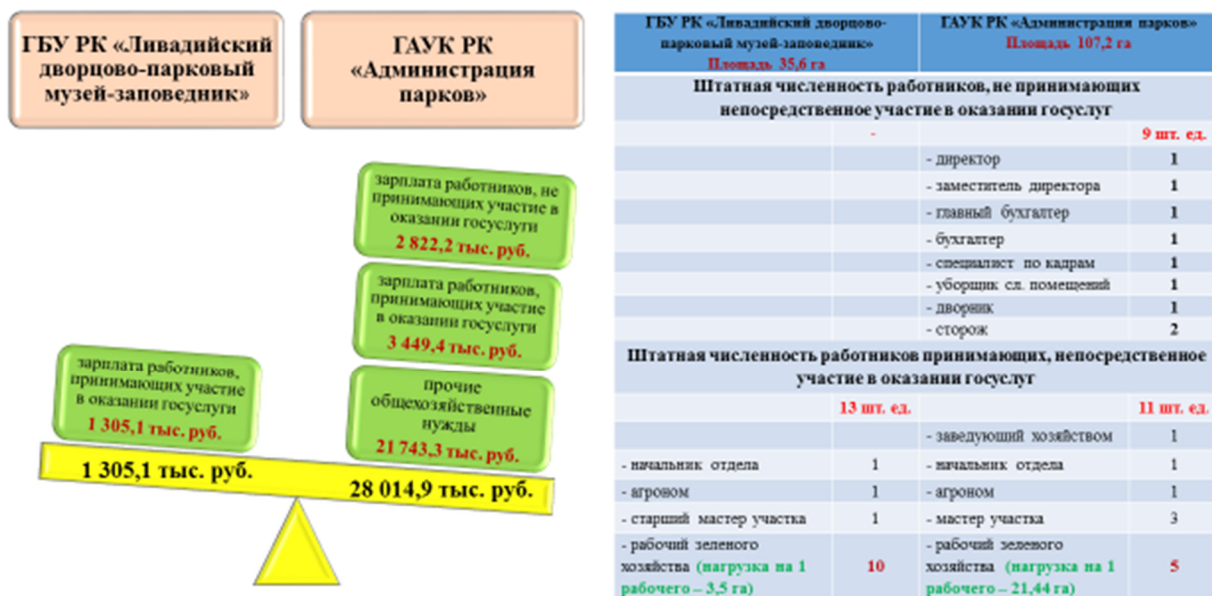 ГБУ РК «Ливадийский
дворцово-парковый
музей-заповедник»
ГАУК РК
«Администрация
парков»
зарплата работников, не
принимающих участие в
оказании госуслуги
2 822,2 тыс. руб.
зарплата работников,
принимающих участие
в оказании госуслуги
3 449,4 тыс. руб.
прочие
общехозяйственные
нужды
21 743,3 тыс. руб.
зарплата работников,
принимающих участие
в оказании госуслуги
1 305,1 тыс. руб.
1 305,1 тыс. руб.
28 014,9 тыс. руб.
ГБУ РК «Ливадийский дворцово-
парковый музей-заповедник»
Площадь 35,6 га
ГАУК РК «Администрация парков»
Площадь 107,2 га
Штатная численность работников, не принимающих
непосредственное участие в оказании госуслуг
- 9 шт. ед.
- директор 1
- заместитель директора 1
- главный бухгалтер 1
- бухгалтер 1
- специалист по кадрам 1
- уборщик сл. помещений 1
- дворник 1
- сторож 2
Штатная численность работников принимающих, непосредственное
участие в оказании госуслуг
13 шт. ед. 11 шт. ед.
- заведующий хозяйством 1
- начальник отдела 1 - начальник отдела 1
- агроном 1 - агроном 1
- старший мастер участка 1 - мастер участка 3
- рабочий зеленого
хозяйства (нагрузка на 1
рабочего – 3,5 га)
10
- рабочий зеленого
хозяйства (нагрузка на 1
рабочего – 21,44 га)
5